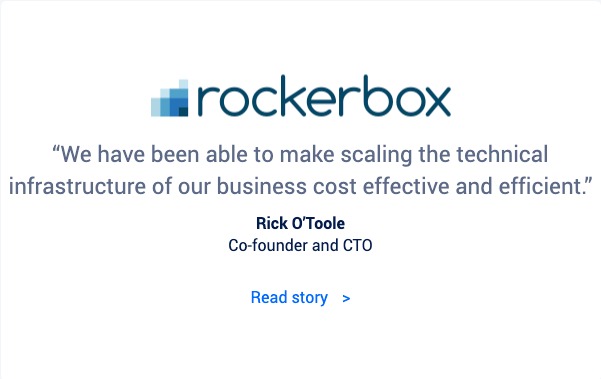 rockerbox
“We have been able to make scaling the technical
infrastructure of our business cost effective and efficient.”
Rick O’Toole
Co-founder and CTO
Read story >